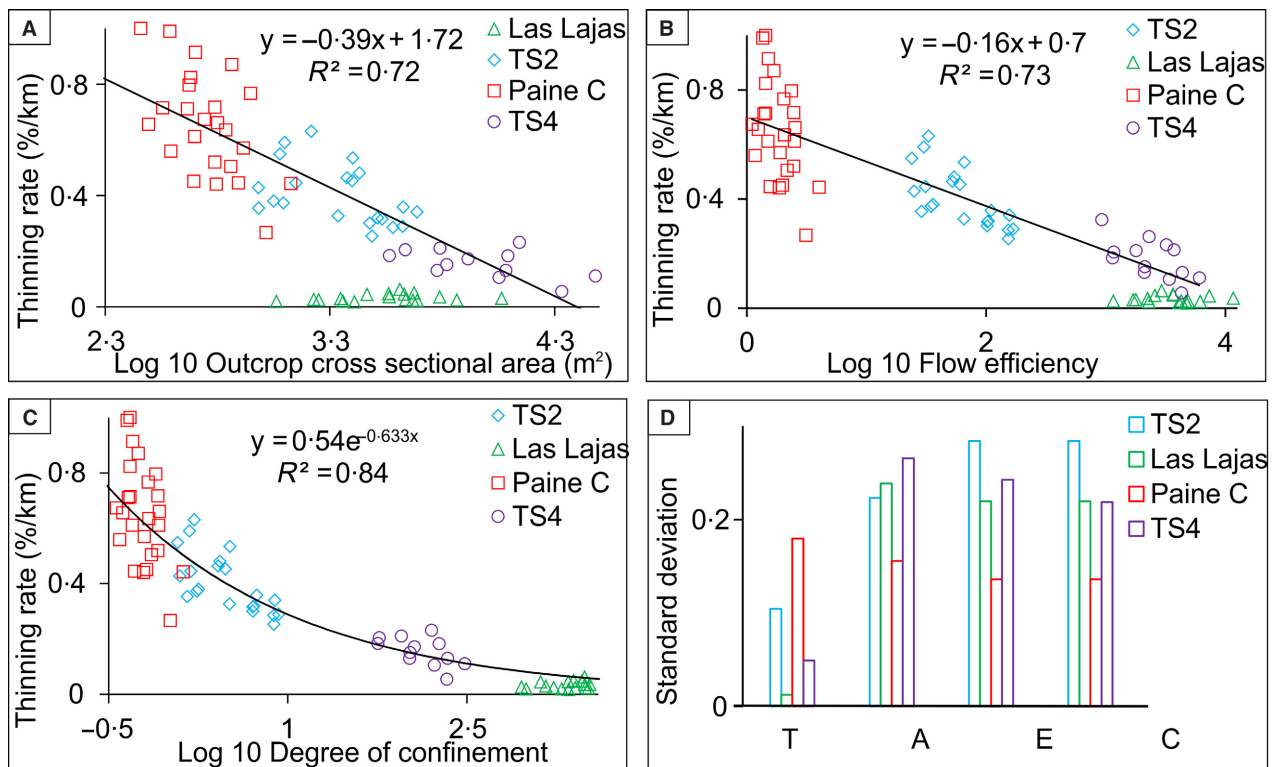 A
Las Lajas
TS2
Paine C
TS4
y = −0·39x + 1·72
R² = 0·72
Thinning rate (%/km)
0·8
0·4
0
2·3 3·3 4·3
Log 10 Outcrop cross sectional area (m²)
B
TS2
Las Lajas
Paine C
TS4
y = −0·16x + 0·7
R² = 0·73
Thinning rate (%/km)
0·8
0·4
0
0 2 4
Log 10 Flow efficiency
C
TS2
Las Lajas
Paine C
TS4
y = 0·54e⁻⁰·⁶³³ˣ
R² = 0·84
Thinning rate (%/km)
0·8
0·4
0
−0·5 1 2·5
Log 10 Degree of confinement
D
TS2
Las Lajas
Paine C
TS4
Standard deviation
0·2
0
T A E C